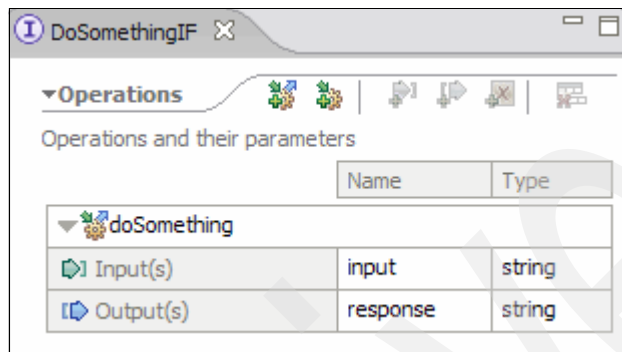 DoSomethingIF
Operations
Operations and their parameters
Name Type
doSomething
Input(s) input string
Output(s) response string